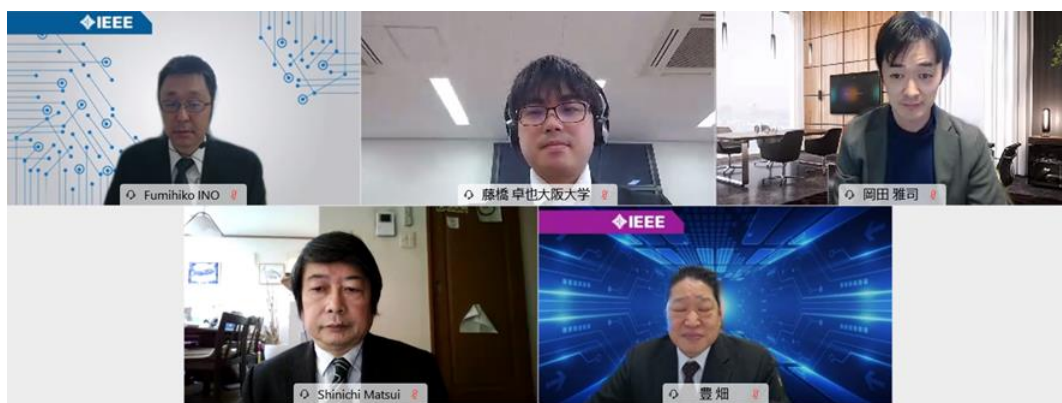 IEEE
Fumihiko INO
藤橋 卓也大阪大学
岡田 雅司
Shinichi Matsui
IEEE
豊 畑